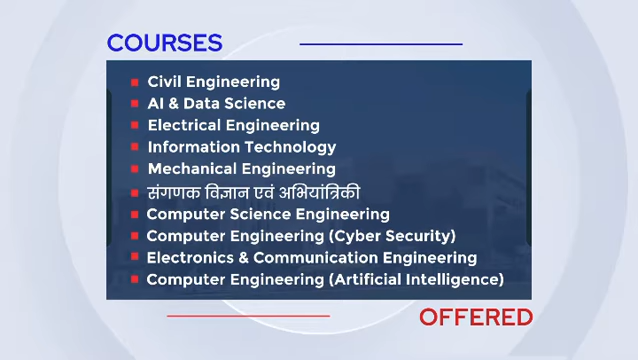 COURSES
Civil Engineering
AI & Data Science
Electrical Engineering
Information Technology
Mechanical Engineering
संगणक विज्ञान एवं अभियांत्रिकी
Computer Science Engineering
Computer Engineering (Cyber Security)
Electronics & Communication Engineering
Computer Engineering (Artificial Intelligence)
OFFERED